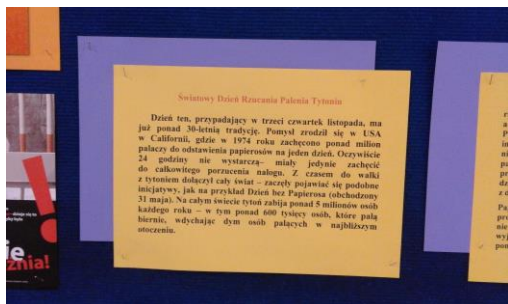 Światowy Dzień Rzucania Palenia Tytoniu
Dzień ten, przypadający w trzeci czwartek listopada, ma
już ponad 30-letnią tradycję. Pomysł zrodził się w USA
w Californii, gdzie w 1974 roku zachęcono ponad milion
palaczy do odstawienia papierosów na jeden dzień. Oczywiście
24 godziny nie wystarczą– miały jedynie zachęcić
do całkowitego porzucenia nałogu. Z czasem do walki
z tytoniem dołączył cały świat – zaczęły pojawiać się podobne
inicjatywy, jak na przykład Dzień bez Papierosa (obchodzony
31 maja). Na całym świecie tytoń zabija ponad 5 milionów osób
każdego roku – w tym ponad 600 tysięcy osób, które palą
biernie, wdychając dym osób palących w najbliższym
otoczeniu.